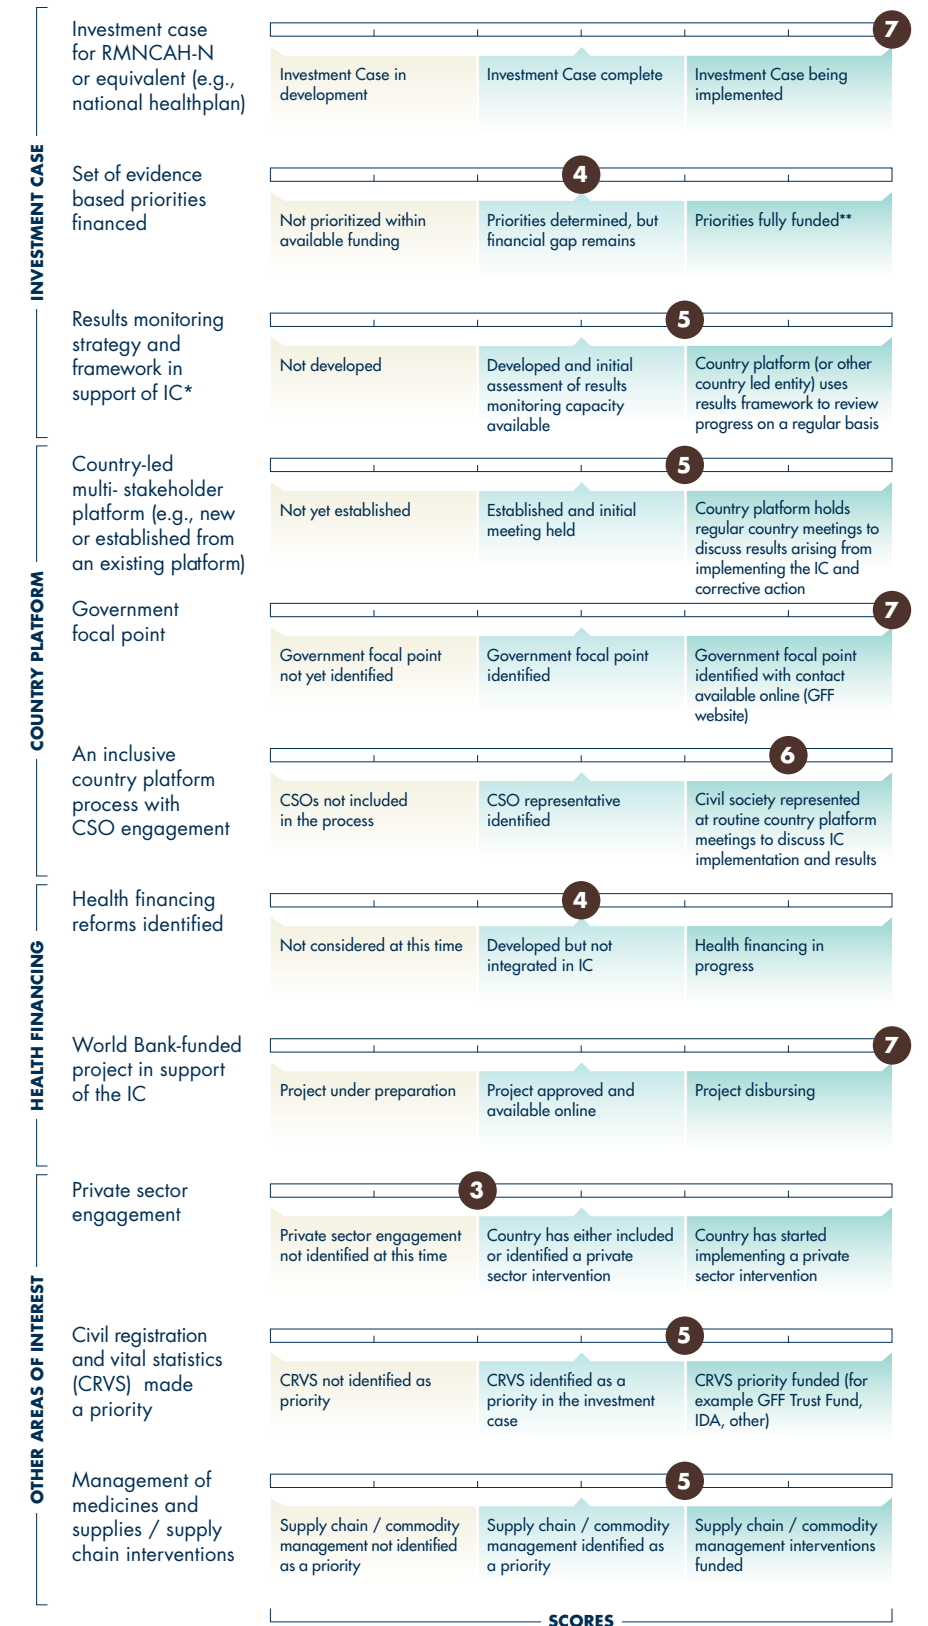 INVESTMENT CASE
Investment case
for RMNCAH-N
or equivalent (e.g.,
national healthplan)
7
Investment Case in
development
Investment Case complete
Investment Case being
implemented
Set of evidence
based priorities
financed
4
Not prioritized within
available funding
Priorities determined, but
financial gap remains
Priorities fully funded**
Results monitoring
strategy and
framework in
support of IC*
5
Not developed
Developed and initial
assessment of results
monitoring capacity
available
Country platform (or other
country led entity) uses
results framework to review
progress on a regular basis
COUNTRY PLATFORM
Country-led
multi- stakeholder
platform (e.g., new
or established from
an existing platform)
5
Not yet established
Established and initial
meeting held
Country platform holds
regular country meetings to
discuss results arising from
implementing the IC and
corrective action
Government
focal point
7
Government focal point
not yet identified
Government focal point
identified
Government focal point
identified with contact
available online (GFF
website)
An inclusive
country platform
process with
CSO engagement
6
CSOs not included
in the process
CSO representative
identified
Civil society represented
at routine country platform
meetings to discuss IC
implementation and results
HEALTH FINANCING
Health financing
reforms identified
4
Not considered at this time
Developed but not
integrated in IC
Health financing in
progress
World Bank-funded
project in support
of the IC
7
Project under preparation
Project approved and
available online
Project disbursing
OTHER AREAS OF INTEREST
Private sector
engagement
3
Private sector engagement
not identified at this time
Country has either included
or identified a private
sector intervention
Country has started
implementing a private
sector intervention
Civil registration
and vital statistics
(CRVS) made
a priority
5
CRVS not identified as
priority
CRVS identified as a
priority in the investment
case
CRVS priority funded (for
example GFF Trust Fund,
IDA, other)
Management of
medicines and
supplies / supply
chain interventions
5
Supply chain / commodity
management not identified
as a priority
Supply chain / commodity
management identified as
a priority
Supply chain / commodity
management interventions
funded
SCORES